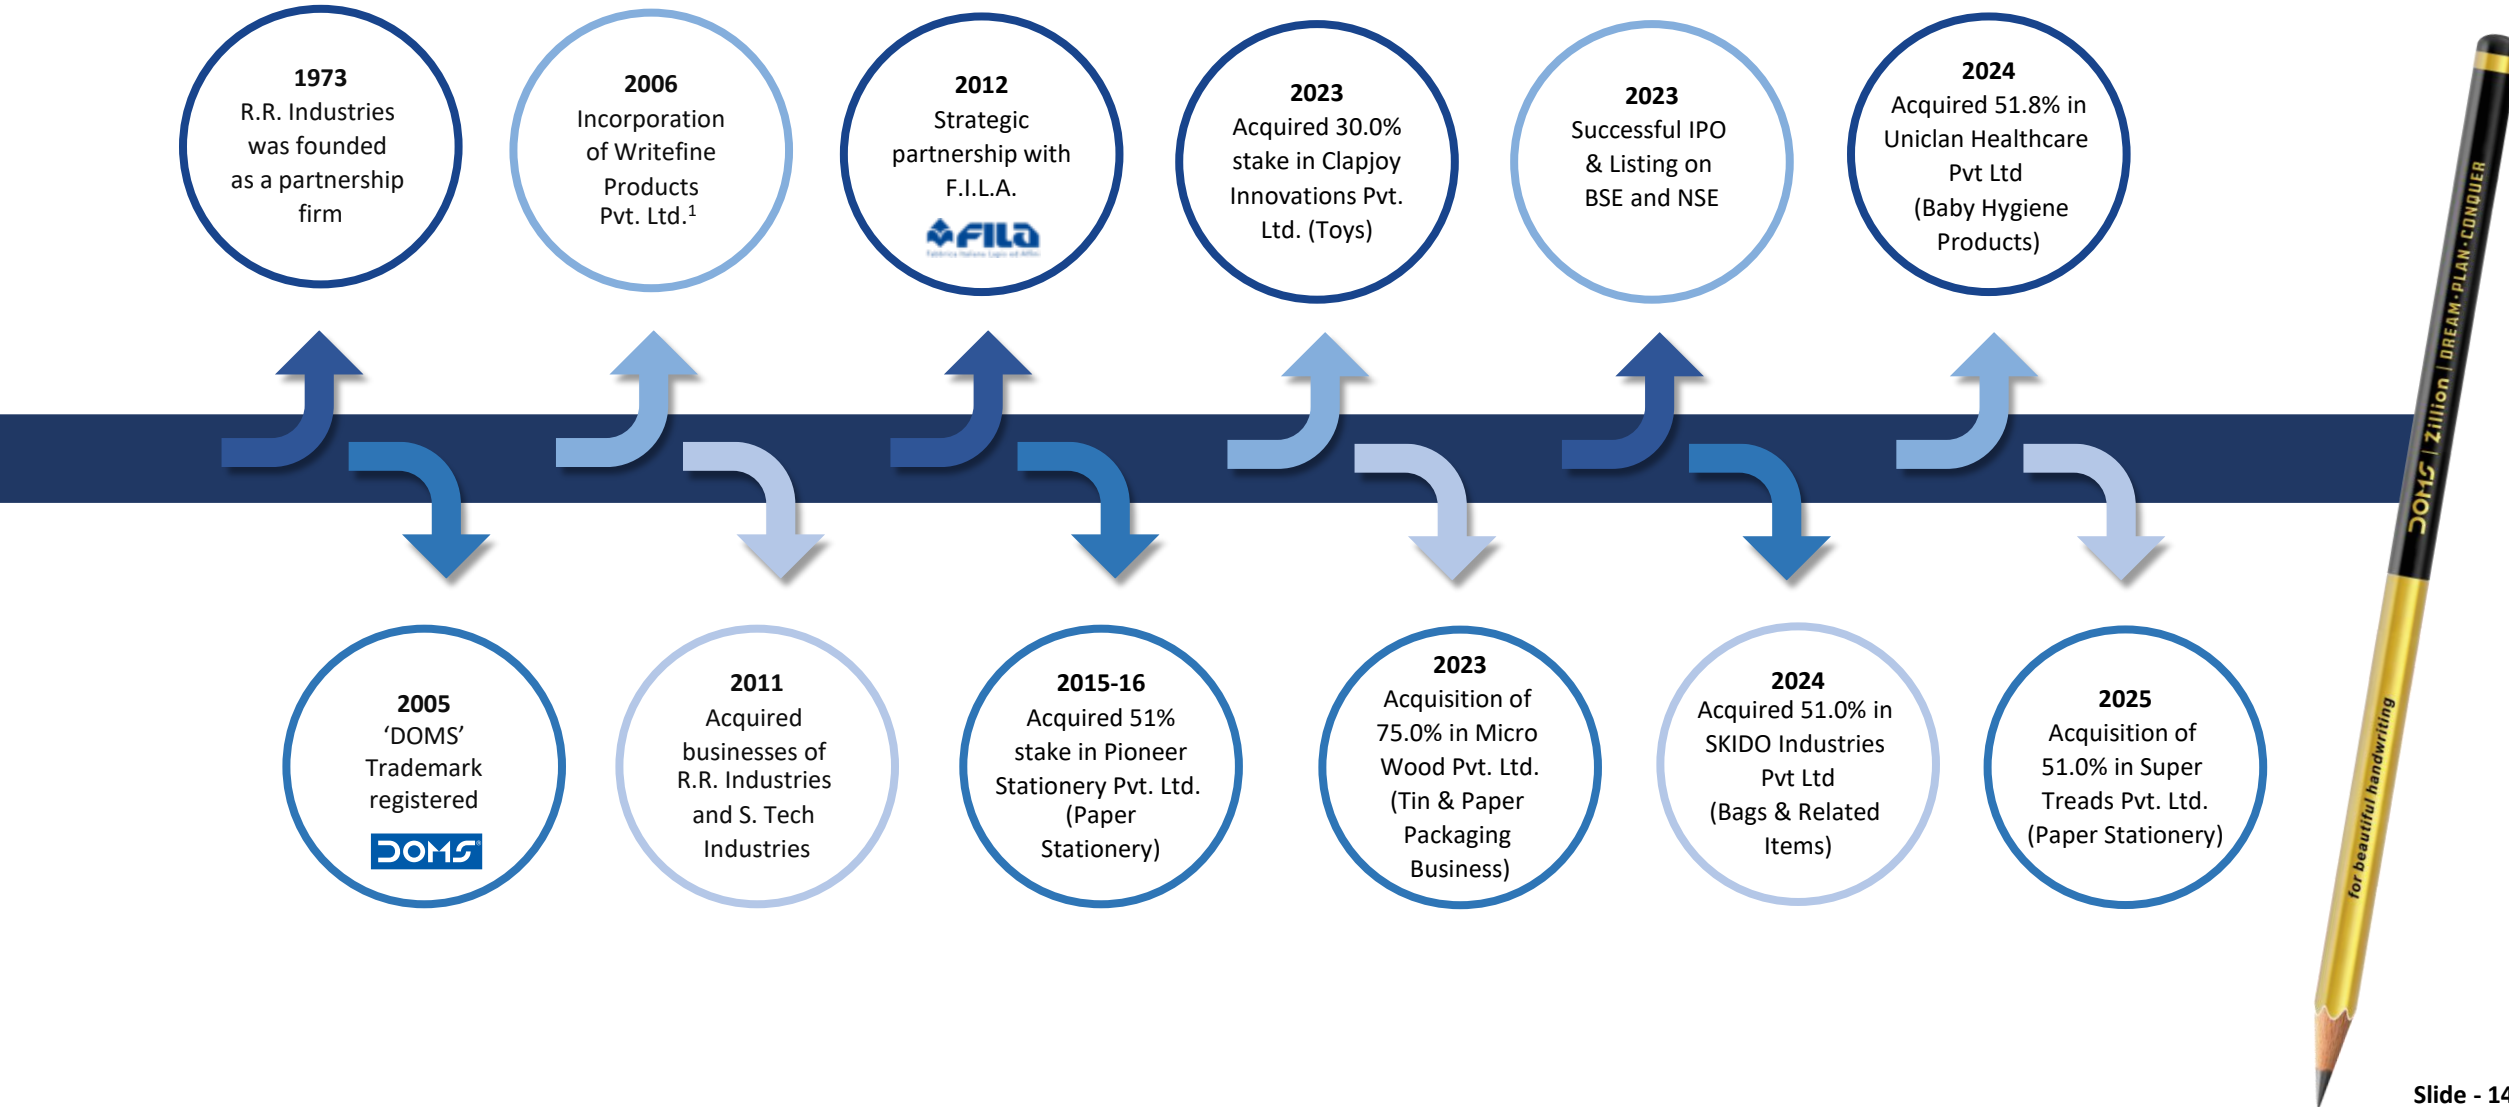 1973
R.R. Industries
was founded
as a partnership
firm
2006
Incorporation
of Writefine
Products
Pvt. Ltd.¹
2012
Strategic
partnership with
F.I.L.A.
FILA
Fabbrica Italiana Lapis ed Affini
2023
Acquired 30.0%
stake in Clapjoy
Innovations Pvt.
Ltd. (Toys)
2023
Successful IPO
& Listing on
BSE and NSE
2024
Acquired 51.8% in
Uniclan Healthcare
Pvt Ltd
(Baby Hygiene
Products)
2005
‘DOMS’
Trademark
registered
DOMS®
2011
Acquired
businesses of
R.R. Industries
and S. Tech
Industries
2015-16
Acquired 51%
stake in Pioneer
Stationery Pvt. Ltd.
(Paper
Stationery)
2023
Acquisition of
75.0% in Micro
Wood Pvt. Ltd.
(Tin & Paper
Packaging
Business)
2024
Acquired 51.0% in
SKIDO Industries
Pvt Ltd
(Bags & Related
Items)
2025
Acquisition of
51.0% in Super
Treads Pvt. Ltd.
(Paper Stationery)
DOMS | Zillion | DREAM·PLAN·CONQUER
for beautiful handwriting
Slide - 14